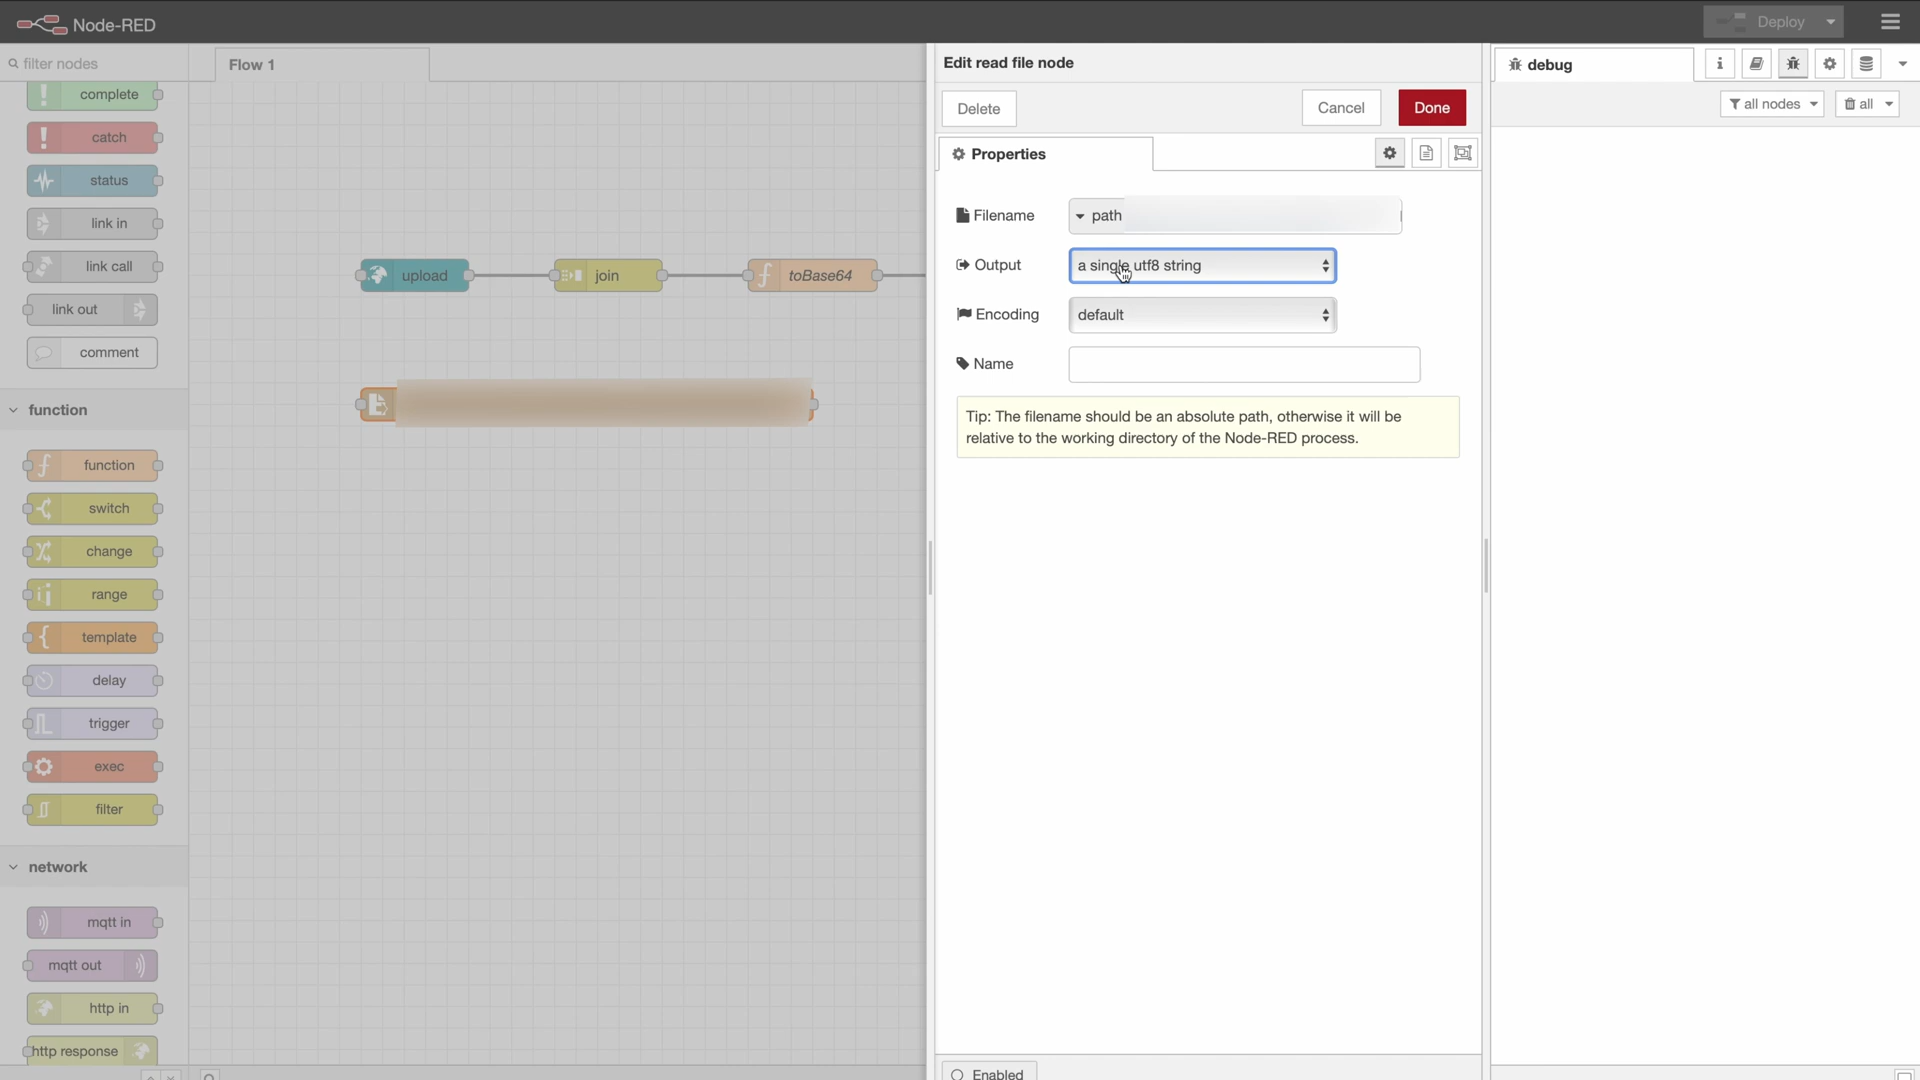 Node-RED
Deploy
filter nodes
Flow 1
Edit read file node
debug
Delete
Cancel
Done
all nodes
all
Properties
Filename
path
Output
a single utf8 string
Encoding
default
Name
Tip: The filename should be an absolute path, otherwise it will be
relative to the working directory of the Node-RED process.
Enabled
upload
join
toBase64
complete
catch
status
link in
link call
link out
comment
function
function
switch
change
range
template
delay
trigger
exec
filter
network
mqtt in
mqtt out
http in
http response